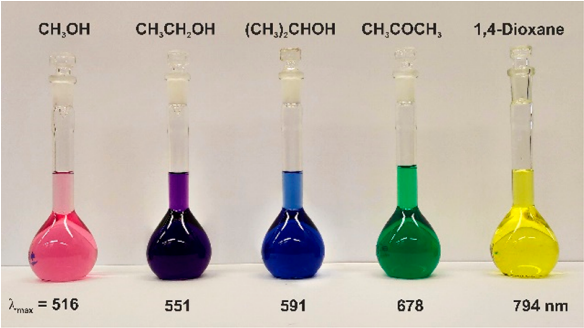 CH₃OH CH₃CH₂OH (CH₃)₂CHOH CH₃COCH₃ 1,4-Dioxane
λmax = 516 551 591 678 794 nm